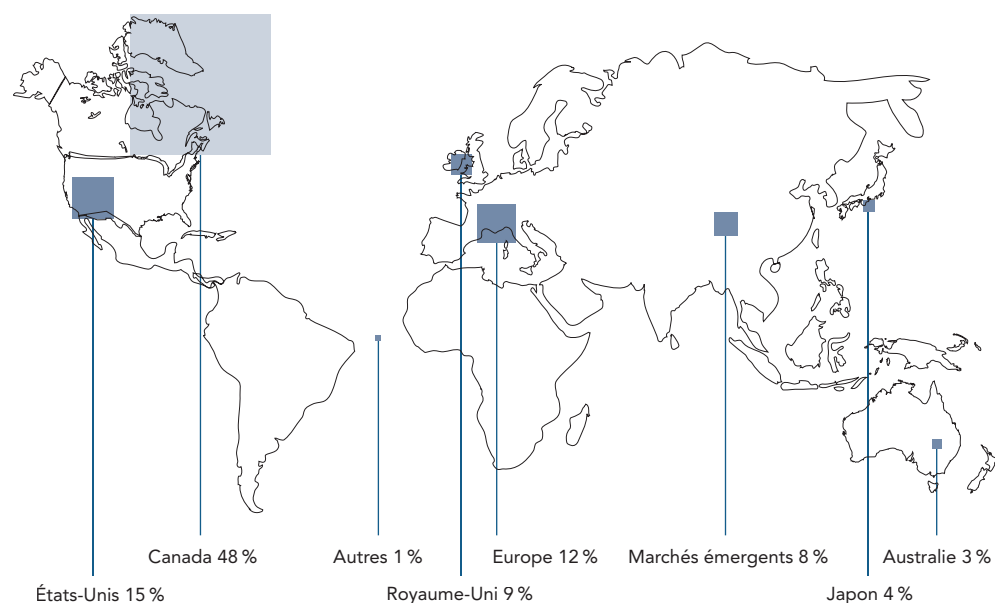 Canada 48 %
Autres 1 %
Europe 12 %
Marchés émergents 8 %
Australie 3 %
États-Unis 15 %
Royaume-Uni 9 %
Japon 4 %